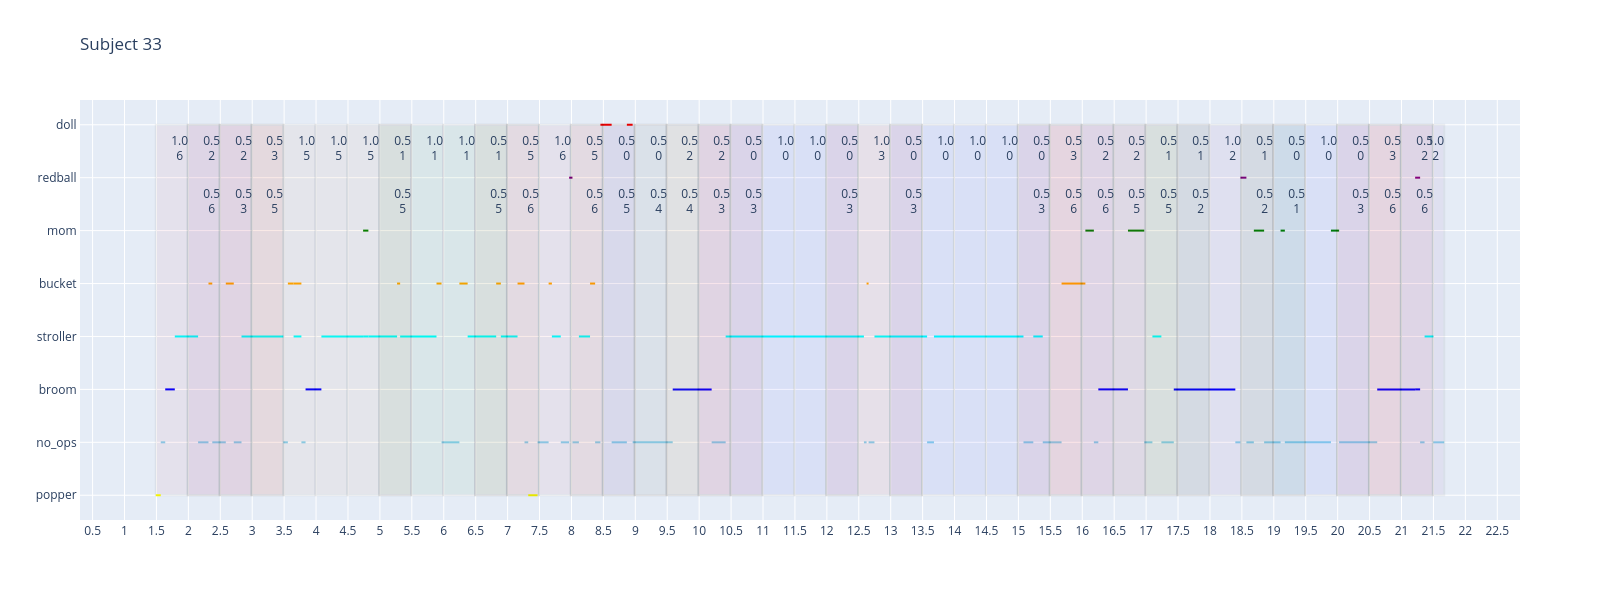 Subject 33
doll
1.0 0.5 0.5 0.5 1.0 1.0 1.0 0.5 1.0 1.0 0.5 0.5 1.0 0.5 0.5 0.5 0.5 0.5 0.5 1.0 1.0 0.5 1.0 0.5 1.0 1.0 1.0 0.5 0.5 0.5 0.5 0.5 0.5 1.0 0.5 0.5 1.0 0.5 0.5 0.5 1.0
6 2 2 3 5 5 5 1 1 1 1 5 6 5 0 0 2 2 0 0 0 0 3 0 0 0 0 0 3 2 2 1 1 2 1 0 0 0 3 2 2
redball
0.5 0.5 0.5 0.5 0.5 0.5 0.5 0.5 0.5 0.5 0.5 0.5 0.5 0.5 0.5 0.5 0.5 0.5 0.5 0.5 0.5 0.5 0.5 0.5 0.5
6 3 5 5 5 6 6 5 4 4 3 3 3 3 3 6 6 5 5 2 2 1 3 6 6
mom
bucket
stroller
broom
no_ops
popper
0.5 1 1.5 2 2.5 3 3.5 4 4.5 5 5.5 6 6.5 7 7.5 8 8.5 9 9.5 10 10.5 11 11.5 12 12.5 13 13.5 14 14.5 15 15.5 16 16.5 17 17.5 18 18.5 19 19.5 20 20.5 21 21.5 22 22.5